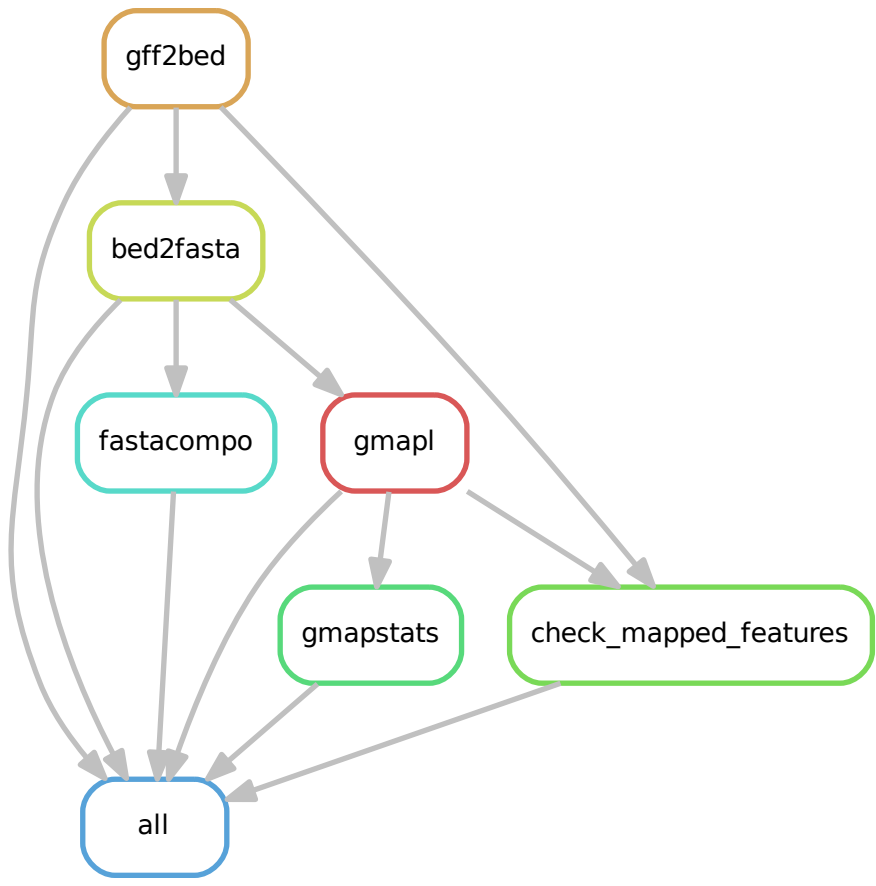 gff2bed
bed2fasta
fastacompo
gmapl
gmapstats
check_mapped_features
all